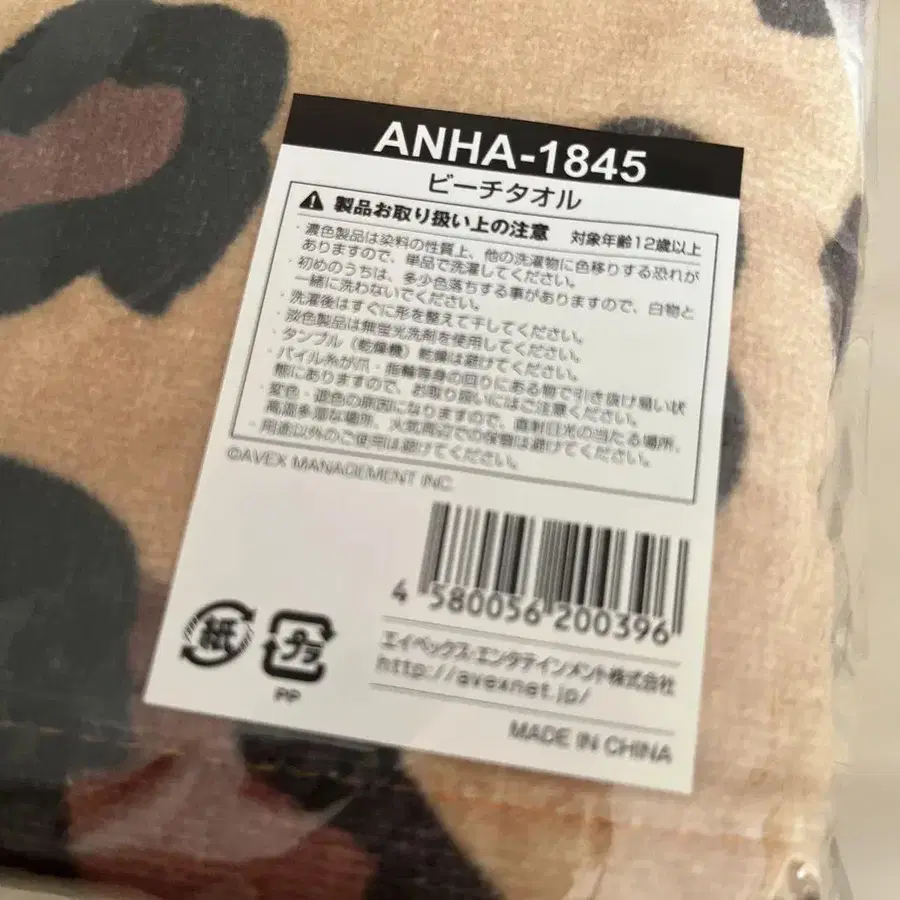 ANHA-1845
ビーチタオル
製品お取り扱い上の注意 対象年齢12歳以上
・濃色製品は染料の性質上、他の洗濯物に色移りする恐れが
ありますので、単品で洗濯してください。
・初めのうちは、多少色落ちする事がありますので、白物と
一緒に洗わないでください。
・洗濯後はすぐに形を整えて干してください。
・淡色製品は無蛍光洗剤を使用してください。
・タンブル(乾燥機)乾燥は避けてください。
・パイル糸が爪・指輪等身の回りにある物で引き抜け易い状
態にありますので、お取り扱いにはご注意ください。
・変色・退色の原因になりますので、直射日光の当たる場所、
高温多湿な場所、火気周辺での保管は避けてください。
・用途以外のご使用は避けてください。
©AVEX MANAGEMENT INC.
4 580056 200396
紙 プラ
PP
エイベックス・エンタテインメント株式会社
http://avexnet.jp/
MADE IN CHINA